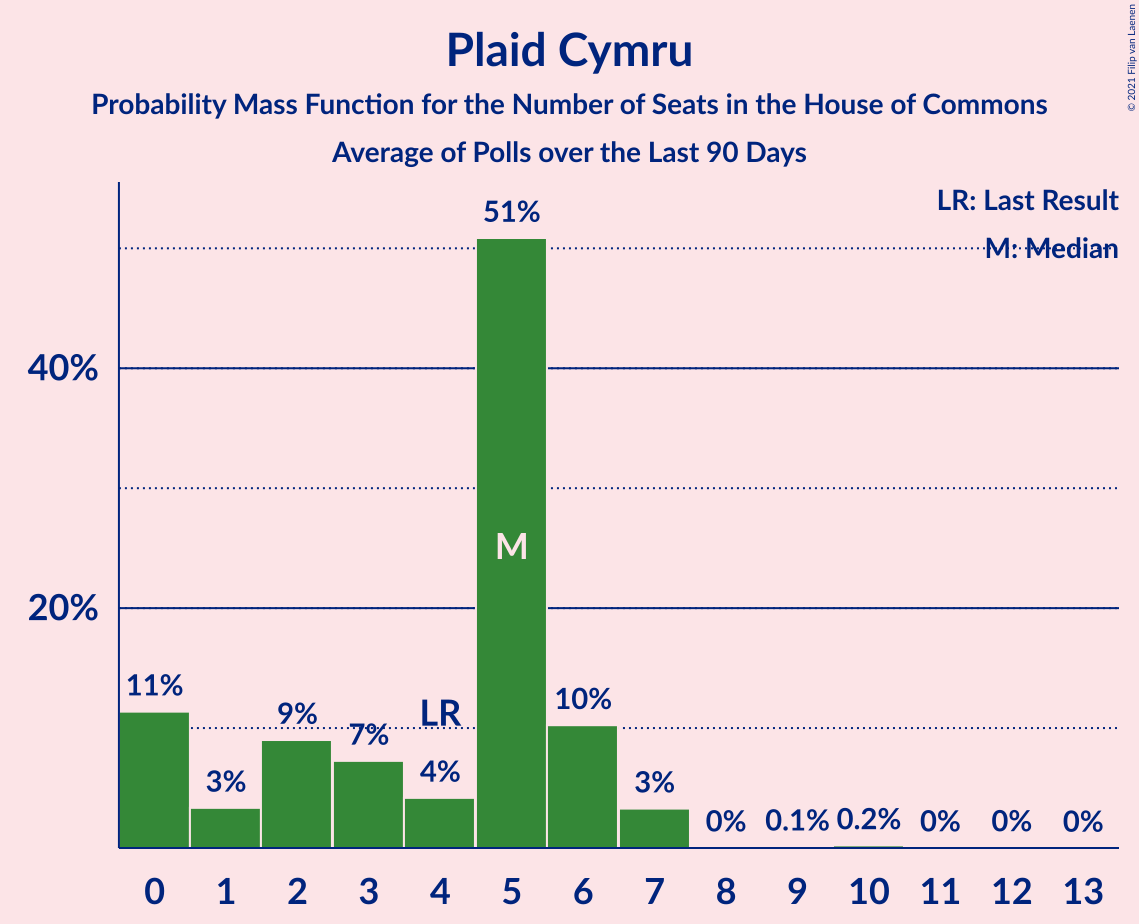 Plaid Cymru
Probability Mass Function for the Number of Seats in the House of Commons
Average of Polls over the Last 90 Days
© 2021 Filip van Laenen
LR: Last Result
M: Median
40%
20%
11%
3%
9%
7%
LR
4%
51%
M
10%
3%
0%
0.1%
0.2%
0%
0%
0%
0 1 2 3 4 5 6 7 8 9 10 11 12 13